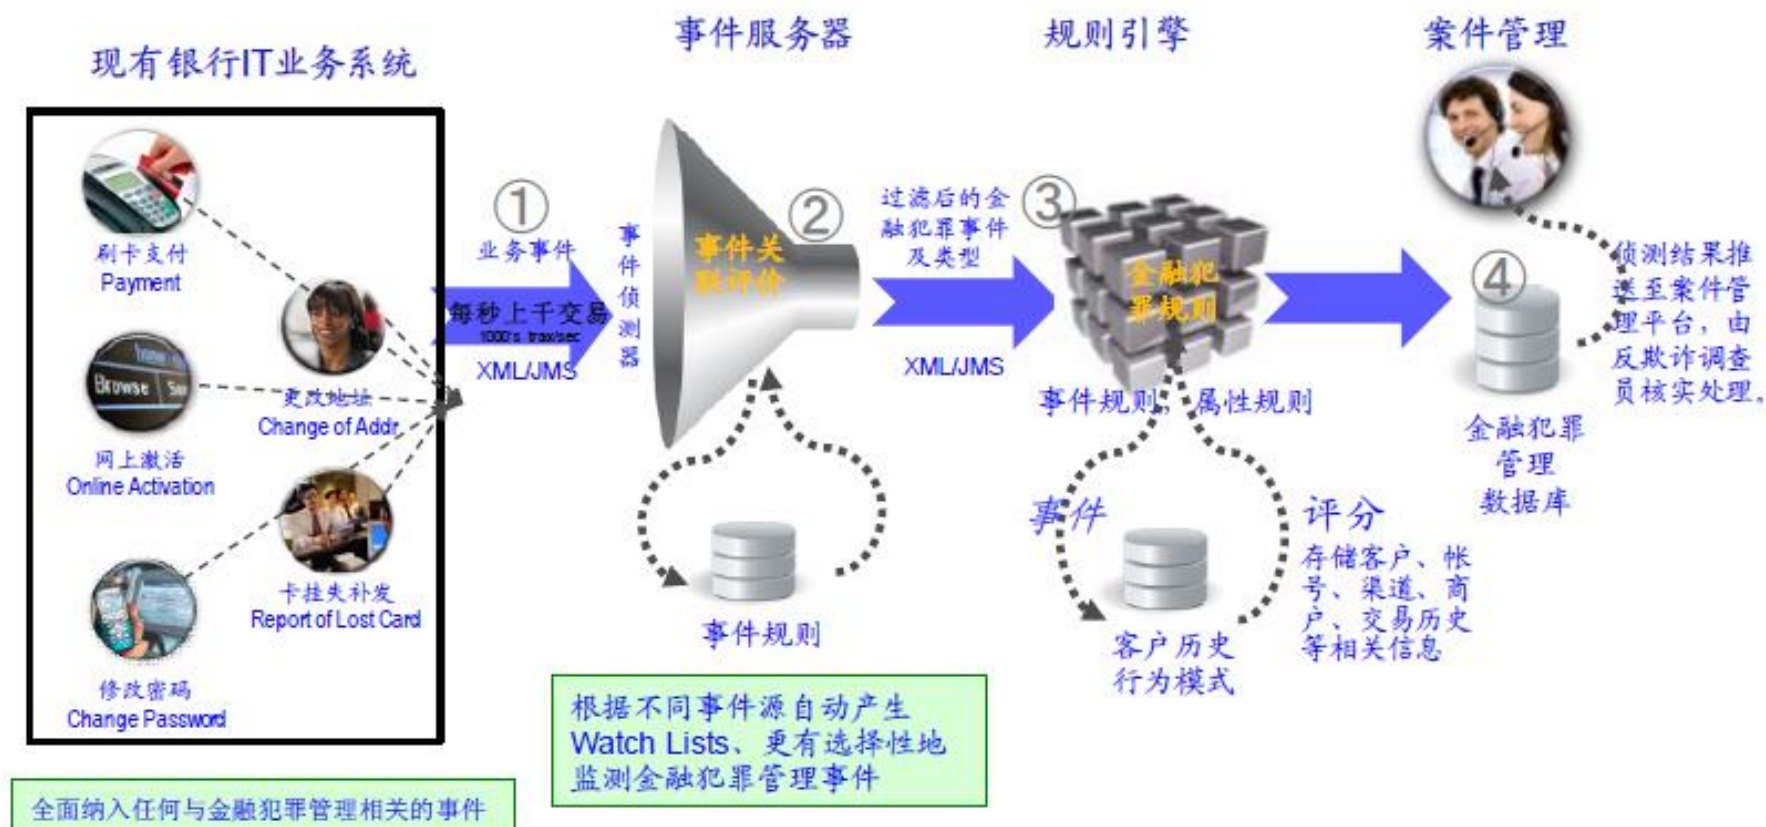 现有银行IT业务系统
事件服务器
规则引擎
案件管理
刷卡支付
Payment
更改地址
Change of Addr
网上激活
Online Activation
卡挂失补发
Report of Lost Card
修改密码
Change Password
Browse
全面纳入任何与金融犯罪管理相关的事件
①
业务事件
每秒上千交易
XML/JMS
事件侦测器
事件关
联评价
②
事件规则
根据不同事件源自动产生
Watch Lists、更有选择性地
监测金融犯罪管理事件
过滤后的金
融犯罪事件
及类型
XML/JMS
③
金融犯
罪规则
事件规则，属性规则
事件
客户历史
行为模式
评分
存储客户、帐
号、渠道、商
户、交易历史
等相关信息
④
金融犯罪
管理
数据库
侦测结果推
送至案件管
理平台，由
反欺诈调查
员核实处理。